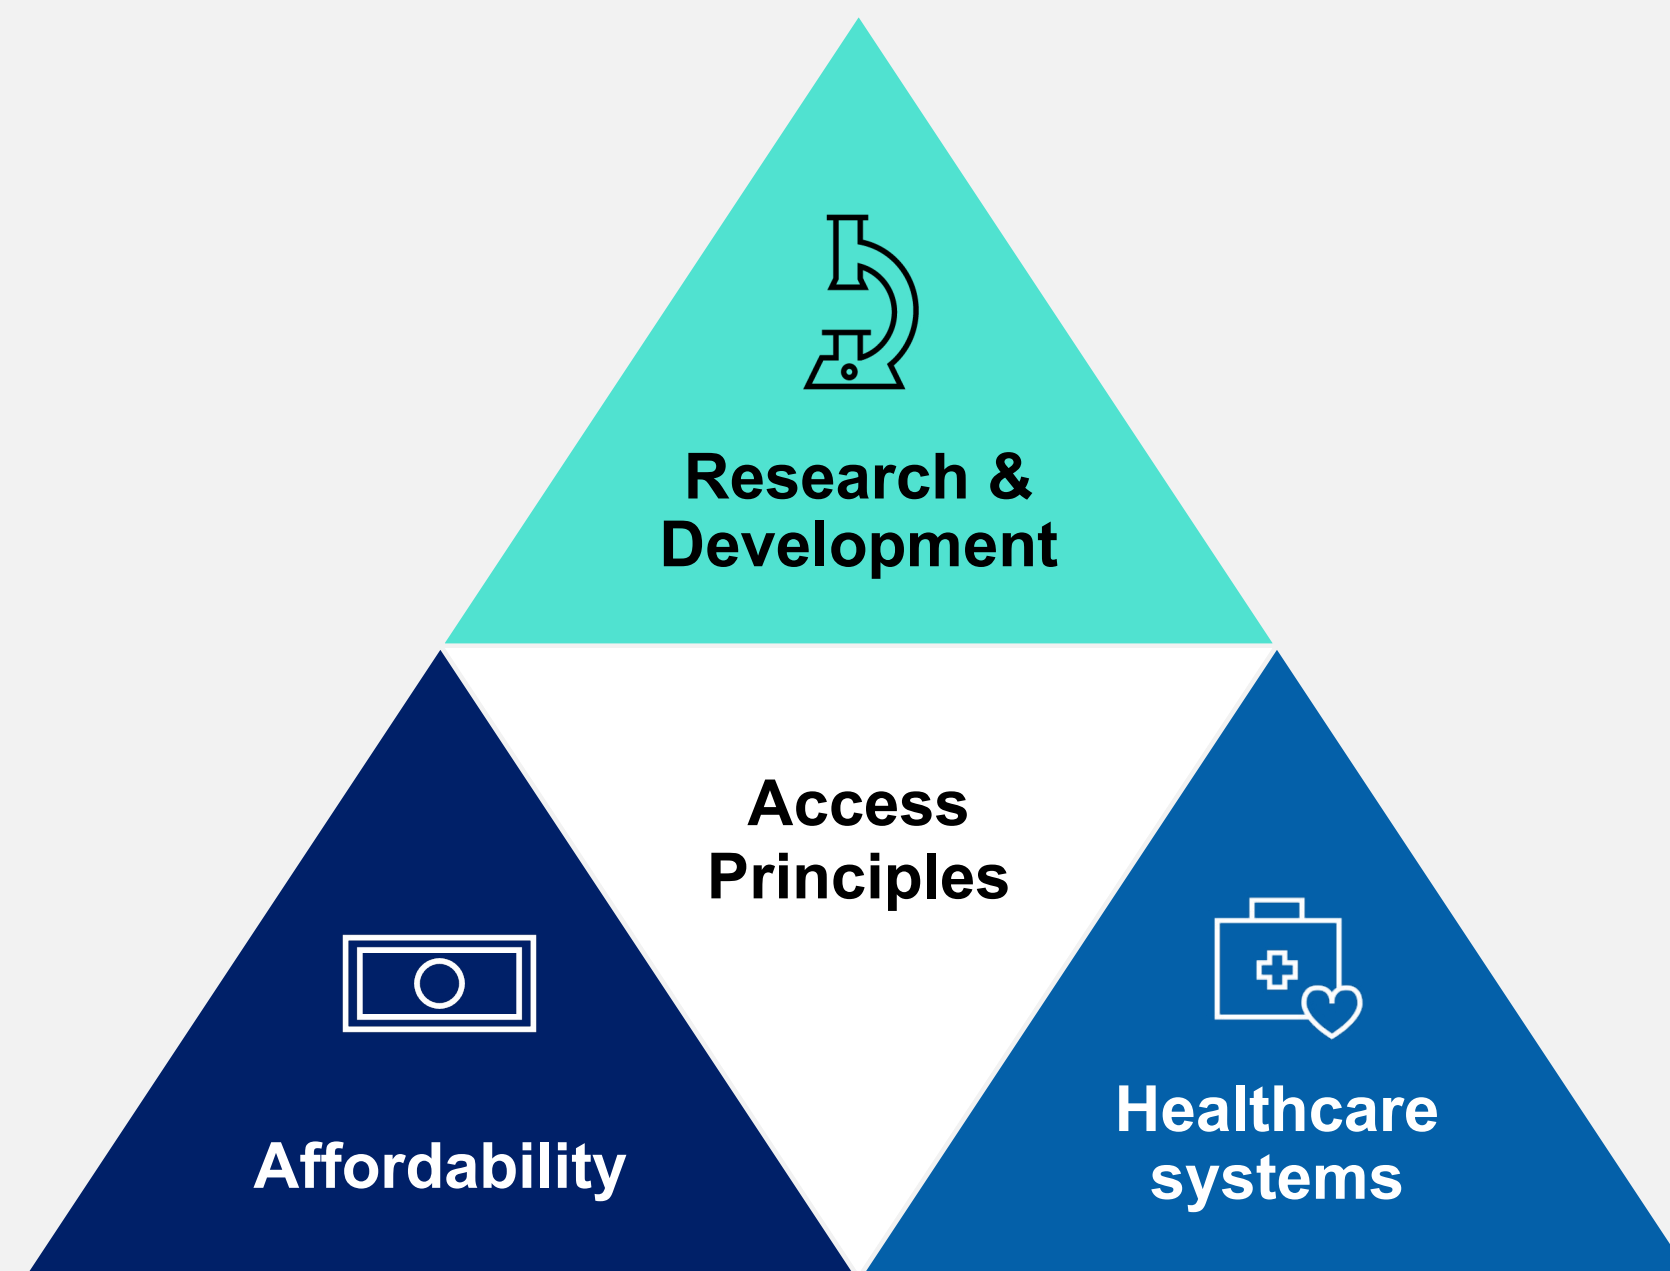 Research &
Development
Access
Principles
Affordability
Healthcare
systems